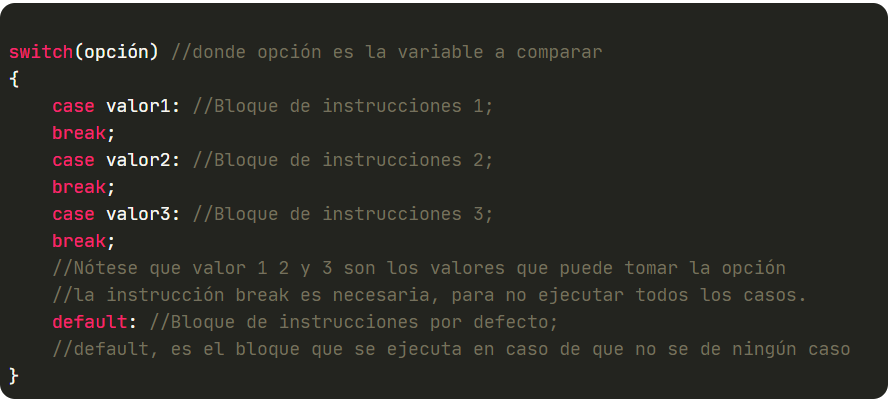 switch(opción) //donde opción es la variable a comparar
{
    case valor1: //Bloque de instrucciones 1;
    break;
    case valor2: //Bloque de instrucciones 2;
    break;
    case valor3: //Bloque de instrucciones 3;
    break;
    //Nótese que valor 1 2 y 3 son los valores que puede tomar la opción
    //la instrucción break es necesaria, para no ejecutar todos los casos.
    default: //Bloque de instrucciones por defecto;
    //default, es el bloque que se ejecuta en caso de que no se de ningún caso
}